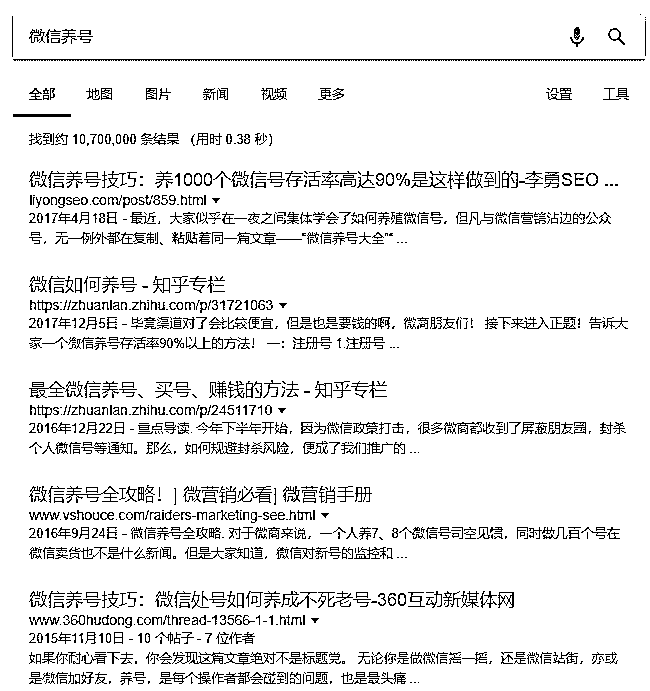 微信养号
全部 地图 图片 新闻 视频 更多 设置 工具
找到约 10,700,000 条结果 （用时 0.38 秒）
微信养号技巧：养1000个微信号存活率高达90%是这样做到的-李勇SEO ...
liyongseo.com/post/859.html
2017年4月18日 - 最近，大家似乎在一夜之间集体学会了如何养殖微信号，但凡与微信营销沾边的公众
号，无一例外都在复制、粘贴着同一篇文章——"微信养号大全"" ...
微信如何养号 - 知乎专栏
https://zhuanlan.zhihu.com/p/31721063
2017年12月5日 - 毕竟渠道对了会比较便宜，但是也是要钱的啊，微商朋友们！ 接下来进入正题！告诉大
家一个微信养号存活率90%以上的方法！ 一：注册号 1.注册号 ...
最全微信养号、买号、赚钱的方法 - 知乎专栏
https://zhuanlan.zhihu.com/p/24511710
2016年12月22日 - 重点导读. 今年下半年开始，因为微信政策打击，很多微商都收到了屏蔽朋友圈，封杀
个人微信号等通知。那么，如何规避封杀风险，便成了我们推广的 ...
微信养号全攻略！| 微营销必看| 微营销手册
www.vshouce.com/raiders-marketing-see.html
2016年9月24日 - 微信养号全攻略. 对于微商来说，一个人养7、8个微信号司空见惯，同时做几百个号在
微信卖货也不是什么新闻。但是大家知道，微信对新号的监控和 ...
微信养号技巧：微信处号如何养成不死老号-360互动新媒体网
www.360hudong.com/thread-13566-1-1.html
2015年11月10日 - 10 个帖子 - 7 位作者
如果你耐心看下去，你会发现这篇文章绝对不是标题党。 无论你是做微信摇一摇，还是微信站街，亦或
是微信加好友，养号，是每个操作者都会碰到的问题，也是最头痛 ...